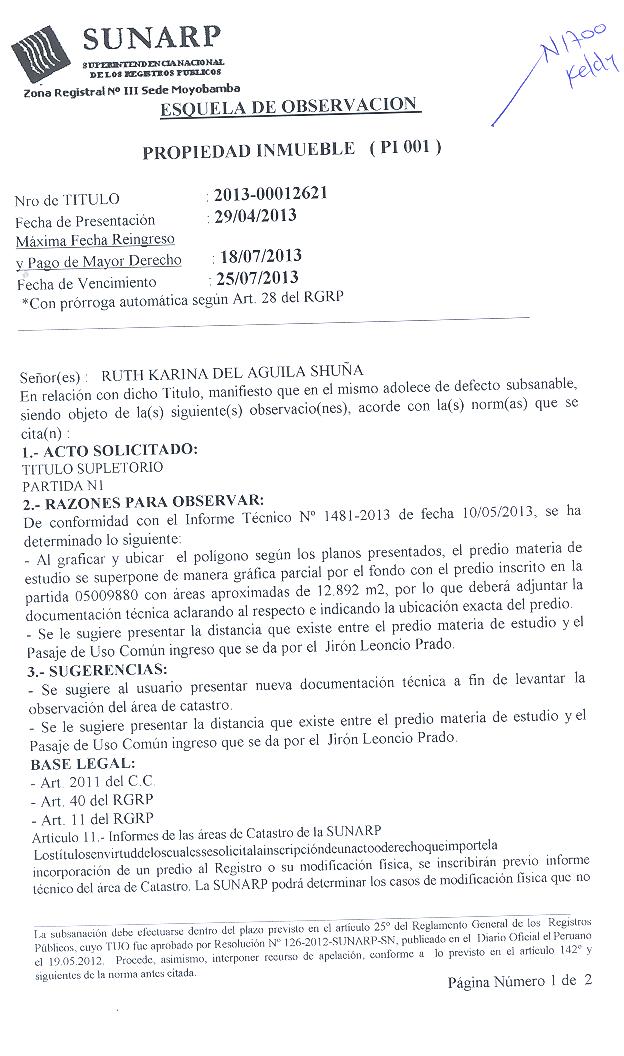 SUNARP
SUPERINTENDENCIA NACIONAL
DE LOS REGISTROS PUBLICOS
Zona Registral Nº III Sede Moyobamba
N1700
Keldy
ESQUELA DE OBSERVACION
PROPIEDAD INMUEBLE ( PI 001 )
Nro de TITULO : 2013-00012621
Fecha de Presentación : 29/04/2013
Máxima Fecha Reingreso
y Pago de Mayor Derecho : 18/07/2013
Fecha de Vencimiento : 25/07/2013
*Con prórroga automática según Art. 28 del RGRP
Señor(es) : RUTH KARINA DEL AGUILA SHUÑA
En relación con dicho Titulo, manifiesto que en el mismo adolece de defecto subsanable,
siendo objeto de la(s) siguiente(s) observacio(nes), acorde con la(s) norm(as) que se
cita(n) :
1.- ACTO SOLICITADO:
TITULO SUPLETORIO
PARTIDA N1
2.- RAZONES PARA OBSERVAR:
De conformidad con el Informe Técnico Nº 1481-2013 de fecha 10/05/2013, se ha
determinado lo siguiente:
- Al graficar y ubicar el polígono según los planos presentados, el predio materia de
estudio se superpone de manera gráfica parcial por el fondo con el predio inscrito en la
partida 05009880 con áreas aproximadas de 12.892 m2, por lo que deberá adjuntar la
documentación técnica aclarando al respecto e indicando la ubicación exacta del predio.
- Se le sugiere presentar la distancia que existe entre el predio materia de estudio y el
Pasaje de Uso Común ingreso que se da por el Jirón Leoncio Prado.
3.- SUGERENCIAS:
- Se sugiere al usuario presentar nueva documentación técnica a fin de levantar la
observación del área de catastro.
- Se le sugiere presentar la distancia que existe entre el predio materia de estudio y el
Pasaje de Uso Común ingreso que se da por el Jirón Leoncio Prado.
BASE LEGAL:
- Art. 2011 del C.C.
- Art. 40 del RGRP
- Art. 11 del RGRP
Articulo 11.- Informes de las áreas de Catastro de la SUNARP
Lostítulosenvirtuddeloscualessesolicitalainscripcióndeunactooderechoqueimportela
incorporación de un predio al Registro o su modificación física, se inscribirán previo informe
técnico del área de Catastro. La SUNARP podrá determinar los casos de modificación física que no
La subsanación debe efectuarse dentro del plazo previsto en el artículo 25º del Reglamento General de los Registros
Públicos, cuyo TUO fue aprobado por Resolución Nº 126-2012-SUNARP-SN, publicado en el Diario Oficial el Peruano
el 19.05.2012. Procede, asimismo, interponer recurso de apelación, conforme a lo previsto en el artículo 142º y
siguientes de la norma antes citada.
Página Número 1 de 2